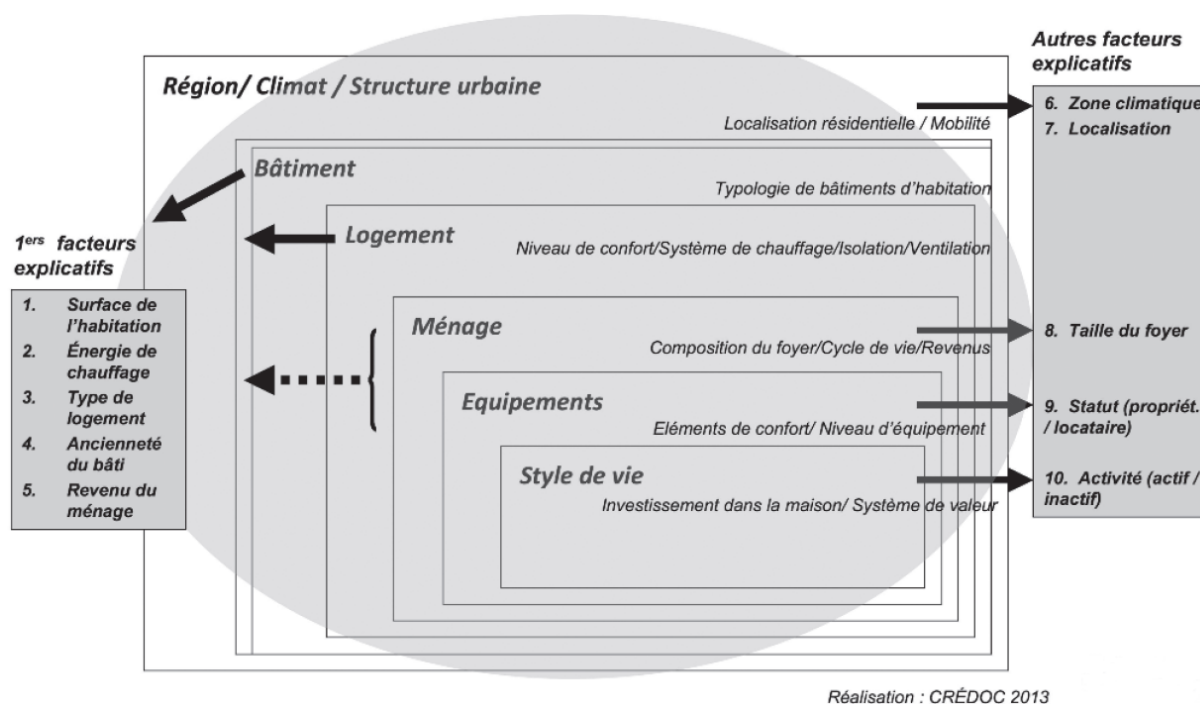 Autres facteurs
explicatifs
Région/ Climat / Structure urbaine
6. Zone climatique
Localisation résidentielle / Mobilité
7. Localisation
Bâtiment
Typologie de bâtiments d'habitation
1ers facteurs
explicatifs
Logement
Niveau de confort/Système de chauffage/Isolation/Ventilation
1. Surface de
l'habitation
2. Énergie de
chauffage
3. Type de
logement
4. Ancienneté
du bâti
5. Revenu du
ménage
Ménage
Composition du foyer/Cycle de vie/Revenus
8. Taille du foyer
Equipements
Eléments de confort/ Niveau d'équipement
9. Statut (propriét.
/ locataire)
Style de vie
Investissement dans la maison/ Système de valeur
10. Activité (actif /
inactif)
Réalisation : CRÉDOC 2013